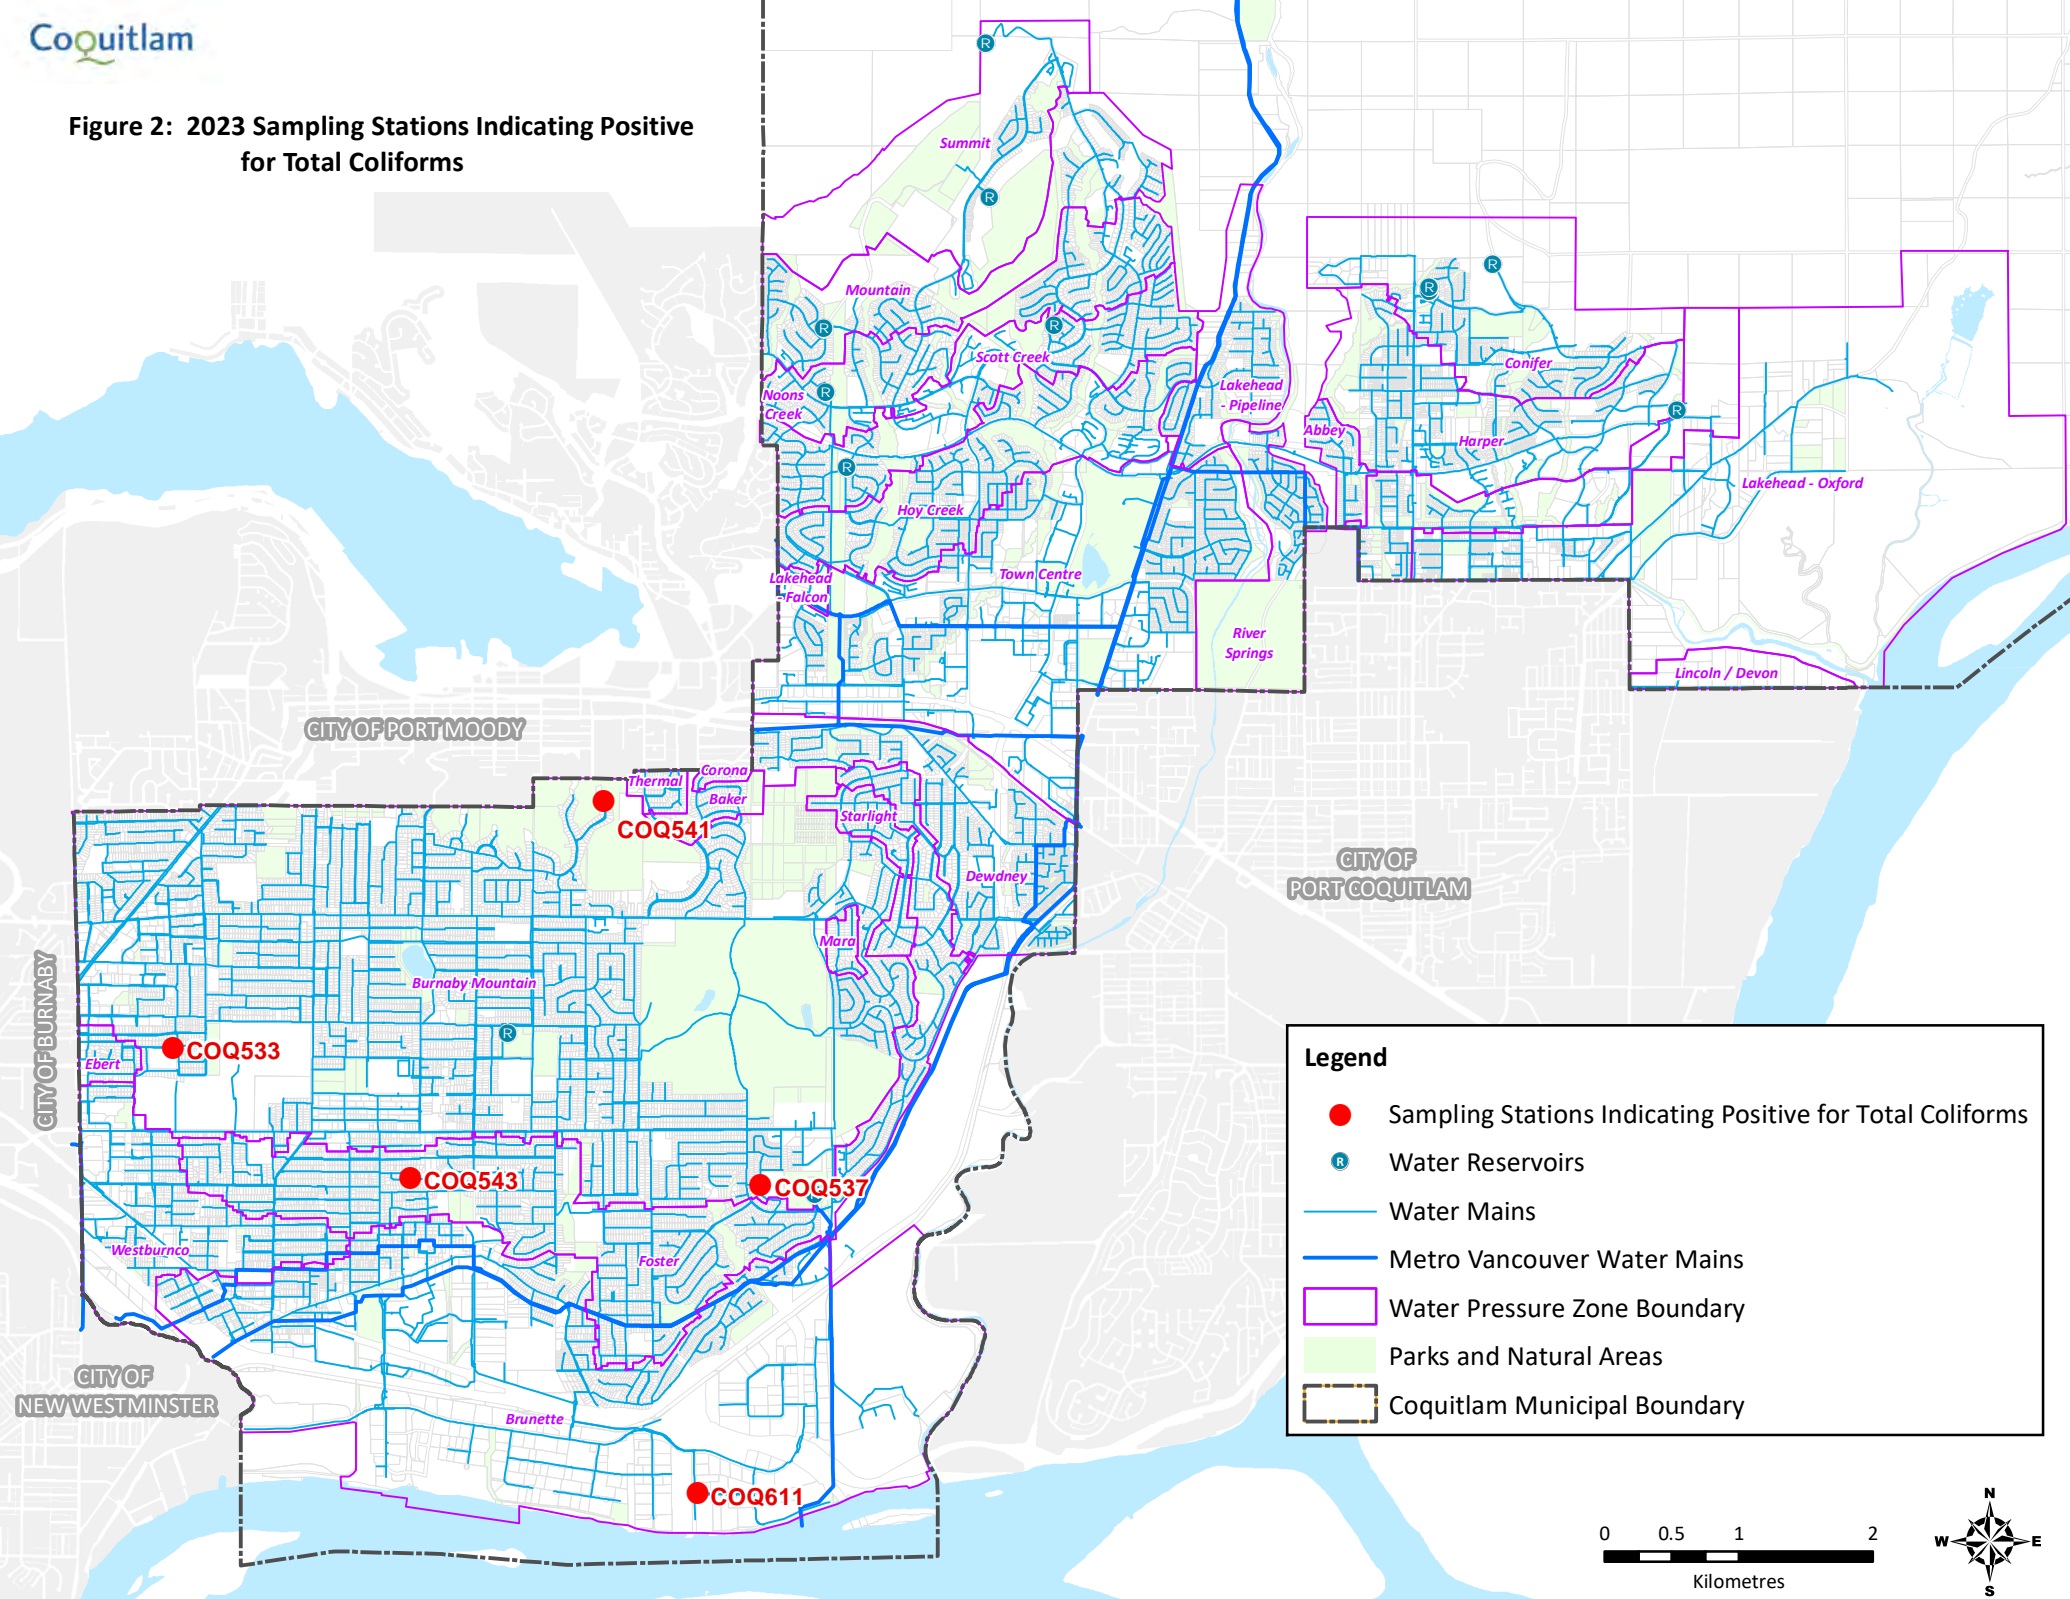 Coquitlam
Figure 2: 2023 Sampling Stations Indicating Positive
for Total Coliforms
R
Summit
R
R
R
Mountain
R
R
Scott Creek
Conifer
Noons
Creek
R
Lakehead
- Pipeline
R
Abbey
Harper
R
Lakehead - Oxford
Hoy Creek
Lakehead
- Falcon
Town Centre
River
Springs
Lincoln / Devon
CITY OF PORT MOODY
Thermal
Corona
Baker
COQ541
Starlight
CITY OF
PORT COQUITLAM
Dewdney
Mara
Burnaby Mountain
CITY OF BURNABY
R
COQ533
Ebert
COQ543
COQ537
Westburnco
Foster
CITY OF
NEW WESTMINSTER
Brunette
COQ611
Legend
Sampling Stations Indicating Positive for Total Coliforms
R
Water Reservoirs
Water Mains
Metro Vancouver Water Mains
Water Pressure Zone Boundary
Parks and Natural Areas
Coquitlam Municipal Boundary
0 0.5 1 2
Kilometres
N
W E
S